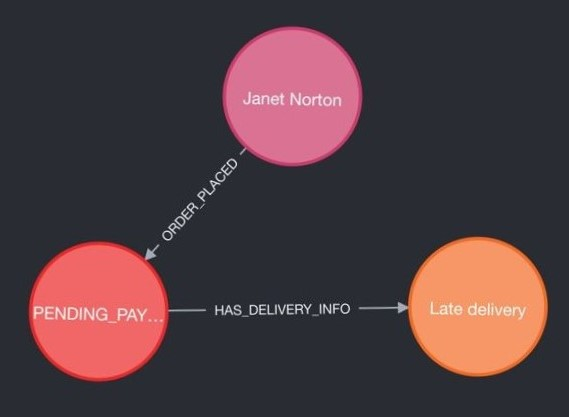 Janet Norton
ORDER_PLACED
PENDING_PAY...
HAS_DELIVERY_INFO
Late delivery